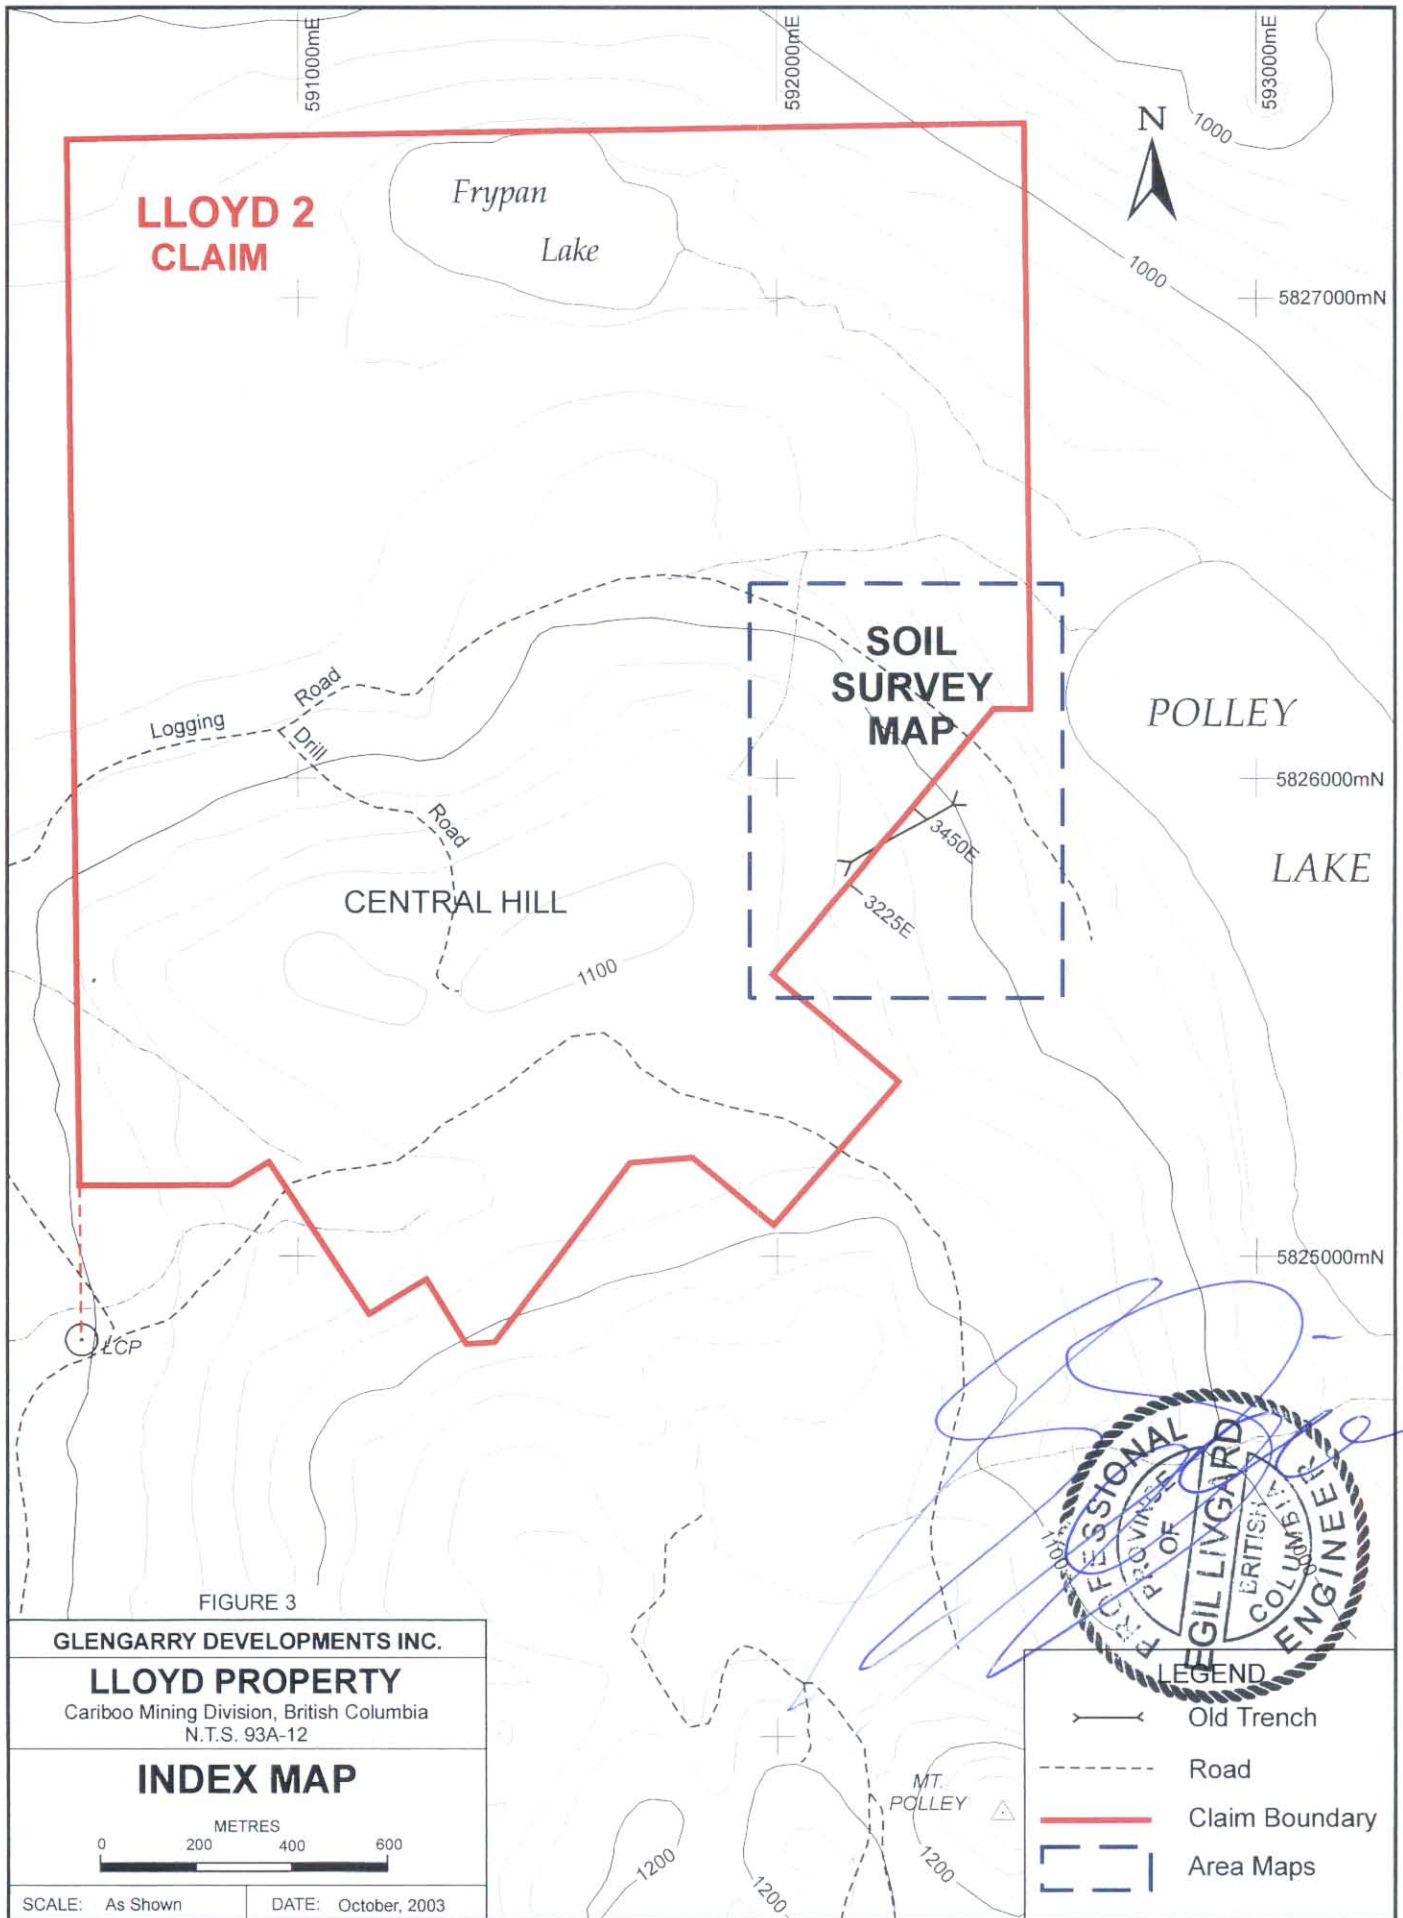 591000mE
592000mE
593000mE
N
1000
LLOYD 2
CLAIM
Frypan
Lake
1000
5827000mN
SOIL
SURVEY
MAP
Road
Logging
Drill
Road
POLLEY
5826000mN
LAKE
3450E
3225E
CENTRAL HILL
1100
5825000mN
LCP
PROFESSIONAL
PROVINCE
OF
EGIL LIVGARD
BRITISH
COLUMBIA
ENGINEER
1100
1000
FIGURE 3
GLENGARRY DEVELOPMENTS INC.
LLOYD PROPERTY
Cariboo Mining Division, British Columbia
N.T.S. 93A-12
INDEX MAP
METRES
0 200 400 600
SCALE: As Shown DATE: October, 2003
MT.
POLLEY
1200
1200
1200
LEGEND
Old Trench
Road
Claim Boundary
Area Maps